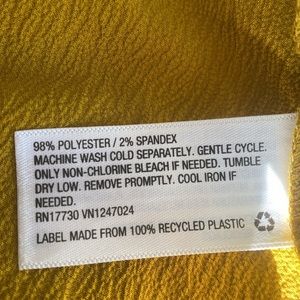 98% POLYESTER / 2% SPANDEX
MACHINE WASH COLD SEPARATELY. GENTLE CYCLE.
ONLY NON-CHLORINE BLEACH IF NEEDED. TUMBLE
DRY LOW. REMOVE PROMPTLY. COOL IRON IF
NEEDED.
RN17730 VN1247024
LABEL MADE FROM 100% RECYCLED PLASTIC